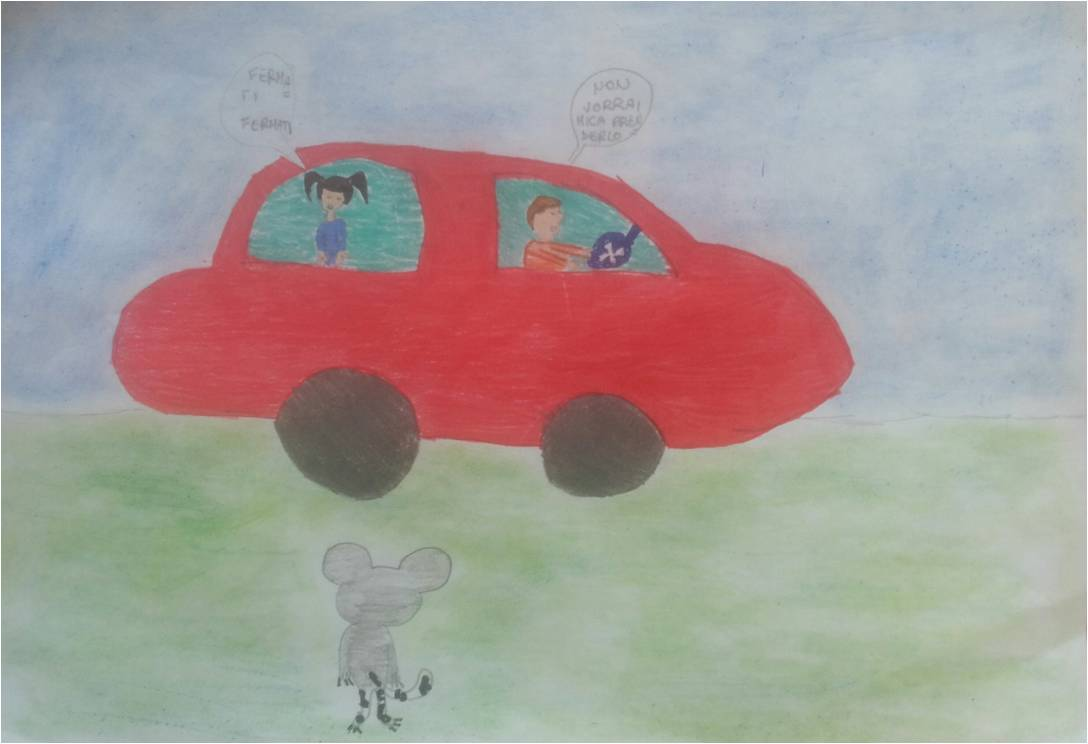 FERMA
TI =
FERMATI
NON
VORRAI
MICA PREN
DERLO